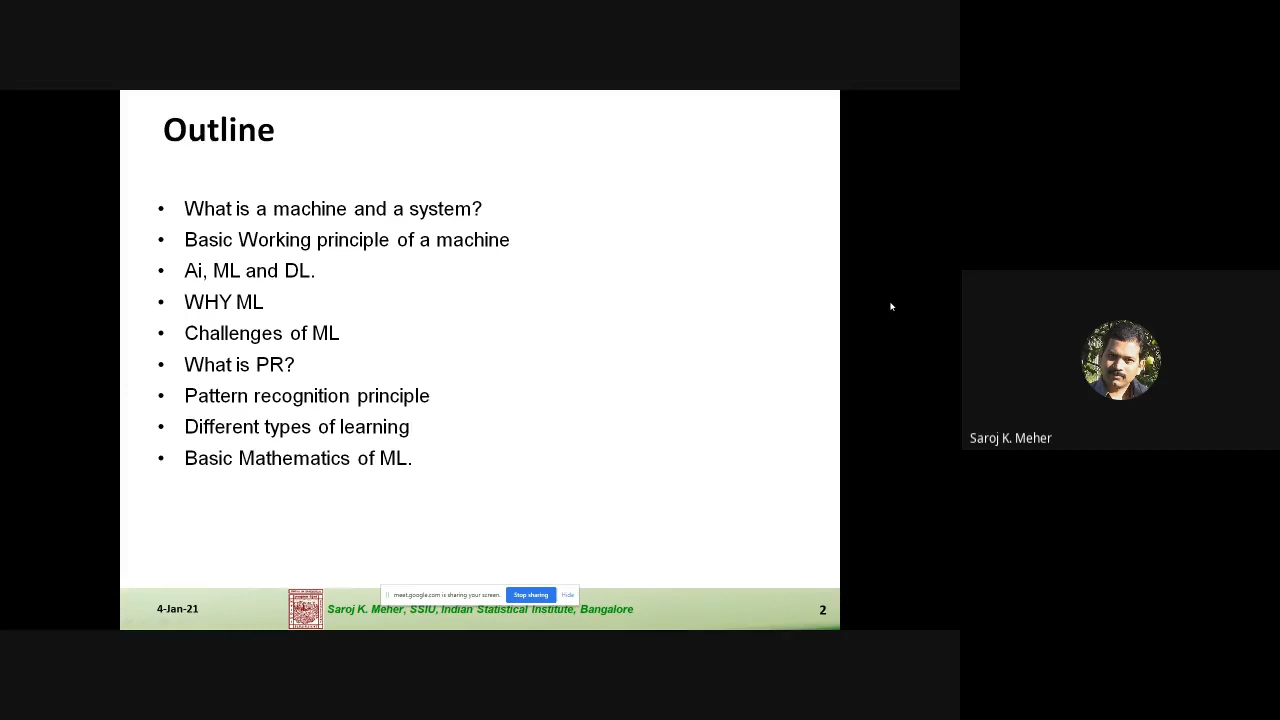 Outline
• What is a machine and a system?
• Basic Working principle of a machine
• Ai, ML and DL.
• WHY ML
• Challenges of ML
• What is PR?
• Pattern recognition principle
• Different types of learning
• Basic Mathematics of ML.
Saroj K. Meher
meet.google.com is sharing your screen.
Stop sharing
Hide
4-Jan-21
Saroj K. Meher, SSIU, Indian Statistical Institute, Bangalore
2